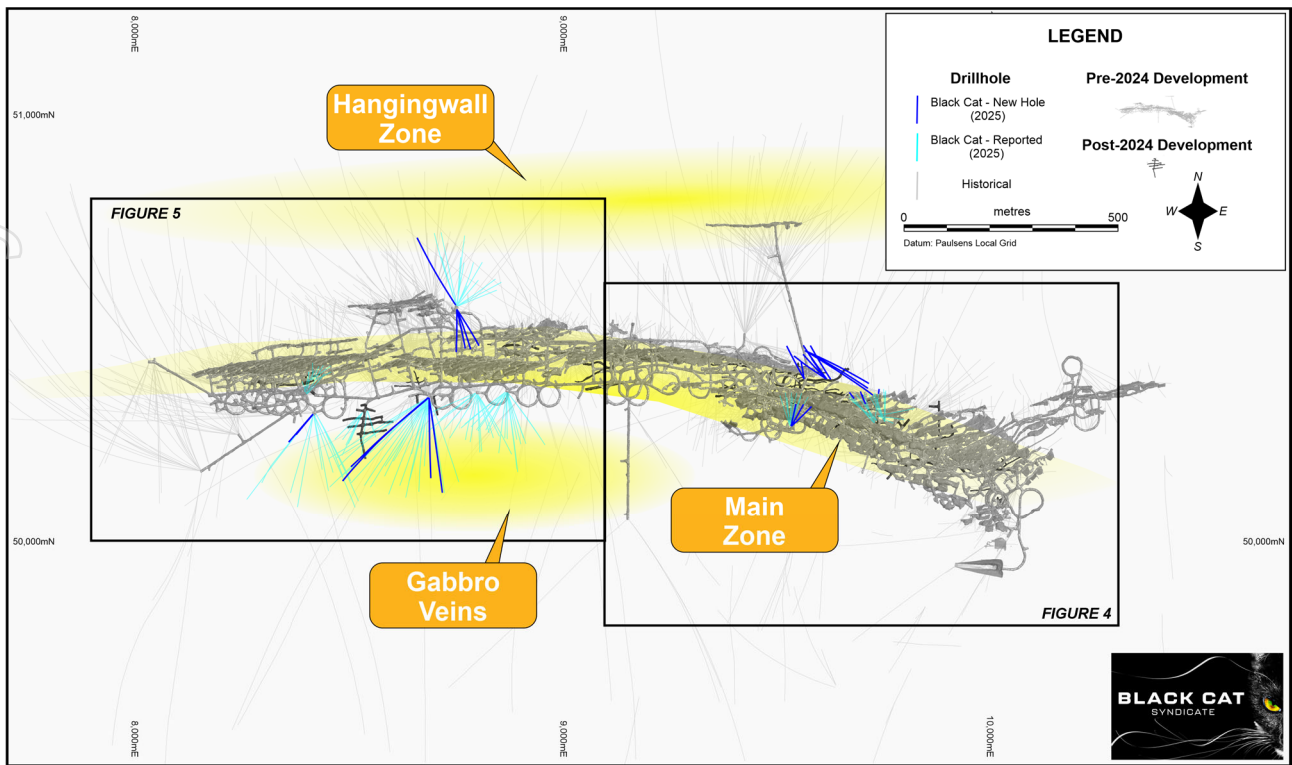 8,000mE
9,000mE
LEGEND
Drillhole
Black Cat - New Hole
(2025)
Black Cat - Reported
(2025)
Historical
Pre-2024 Development
Post-2024 Development
0
metres
500
Datum: Paulsens Local Grid
N
W
E
S
51,000mN
Hangingwall
Zone
FIGURE 5
Main
Zone
50,000mN
50,000mN
Gabbro
Veins
FIGURE 4
8,000mE
9,000mE
10,000mE
BLACK CAT
SYNDICATE